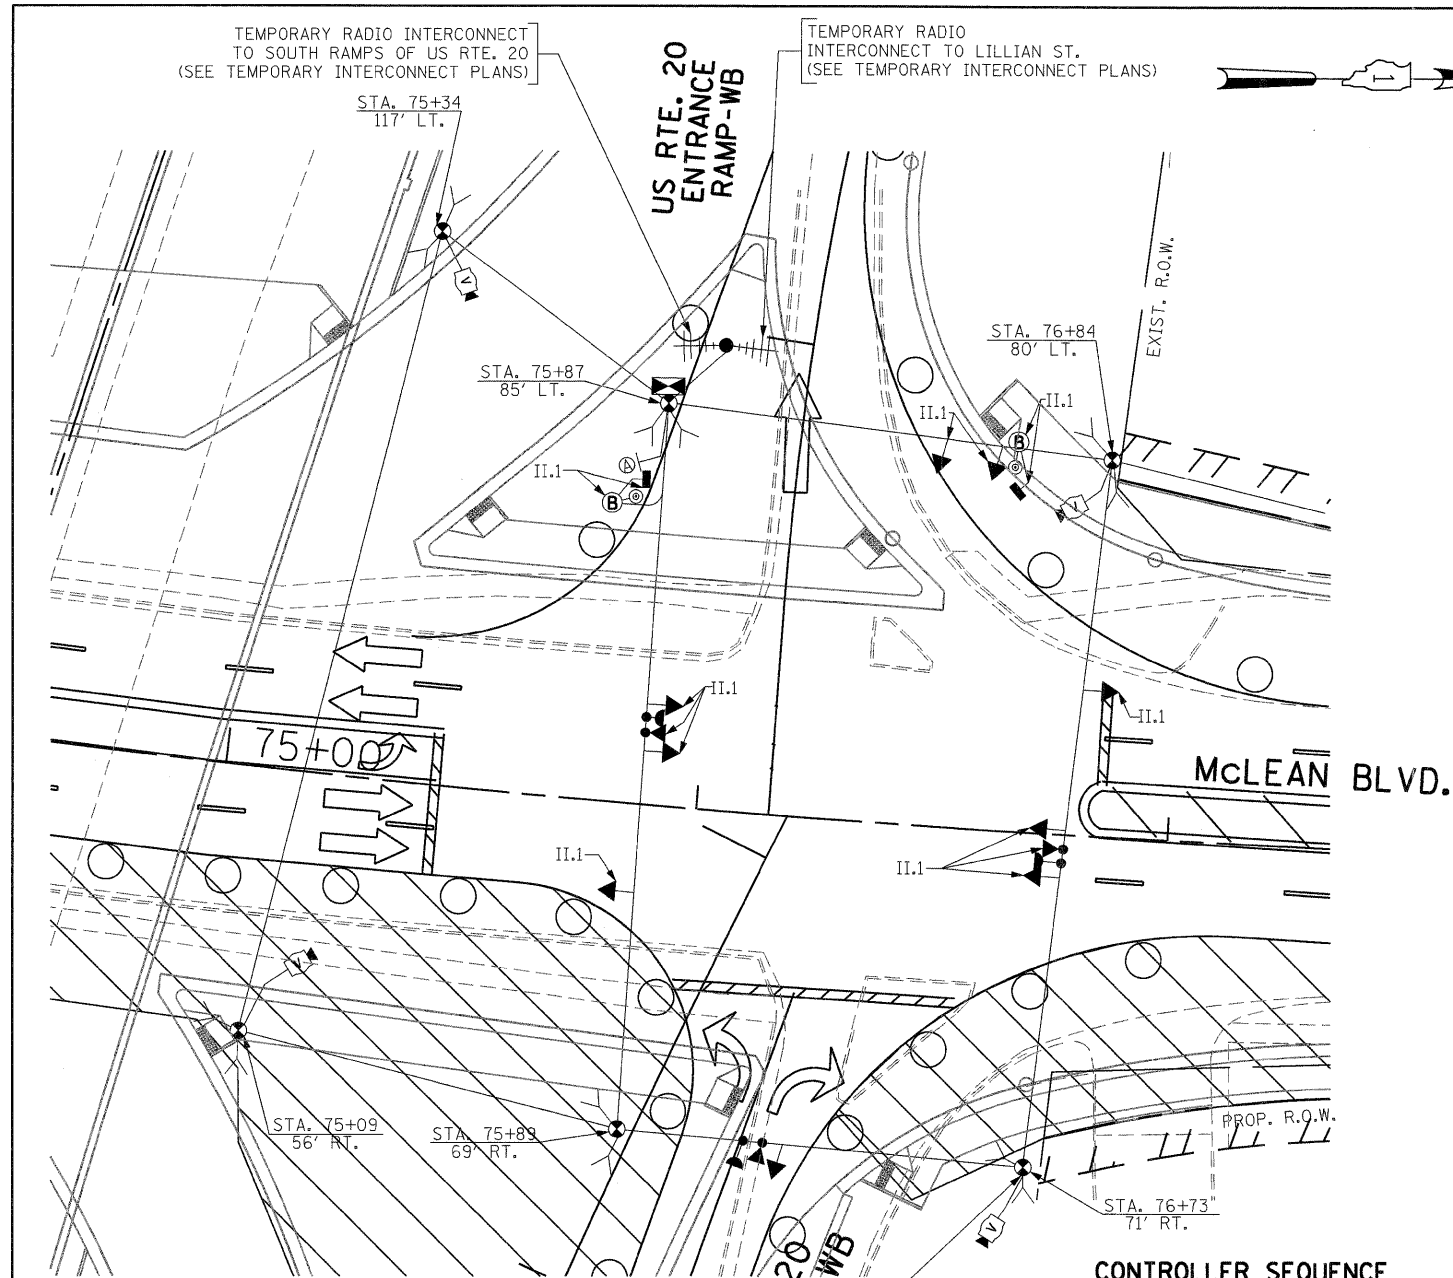 TEMPORARY RADIO INTERCONNECT
TO SOUTH RAMPS OF US RTE. 20
(SEE TEMPORARY INTERCONNECT PLANS)
TEMPORARY RADIO
INTERCONNECT TO LILLIAN ST.
(SEE TEMPORARY INTERCONNECT PLANS)
1
STA. 75+34
117' LT.
US RTE. 20
ENTRANCE
RAMP-WB
V
EXIST. R.O.W.
STA. 76+84
80' LT.
STA. 75+87
85' LT.
II.1
II.1
B
A
II.1
B
V
II.1
II.1
75+00
McLEAN BLVD.
II.1
II.1
V
STA. 75+09
56' RT.
STA. 75+89
69' RT.
PROP. R.O.W.
STA. 76+73
71' RT.
V
20
WB
CONTROLLER SEQUENCE